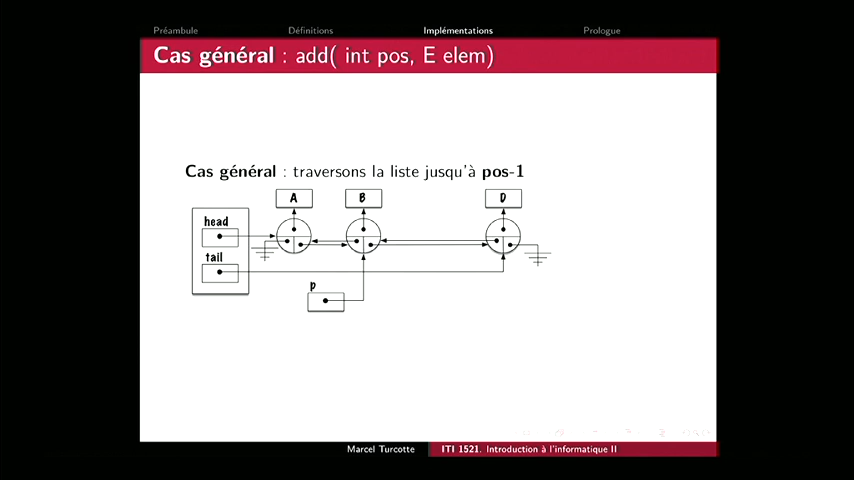 Préambule Définitions Implémentations Prologue
Cas général : add( int pos, E elem)
Cas général : traversons la liste jusqu'à pos-1
A B D
head
tail
p
Marcel Turcotte ITI 1521. Introduction à l'informatique II